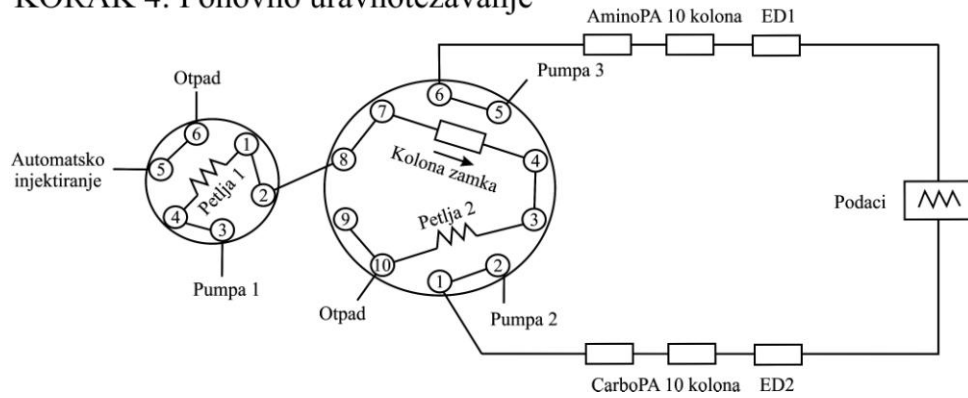 KORAK 4. Ponovno uravnotežavanje
AminoPA 10 kolona ED1
Pumpa 3
Otpad
6
5
7
6
1
4
8
Kolona zamka
Automatsko
injektiranje
5
Petlja 1
2
Podaci
9
Petlja 2
3
4
3
10
2
1
Pumpa 1
Otpad
Pumpa 2
CarboPA 10 kolona ED2